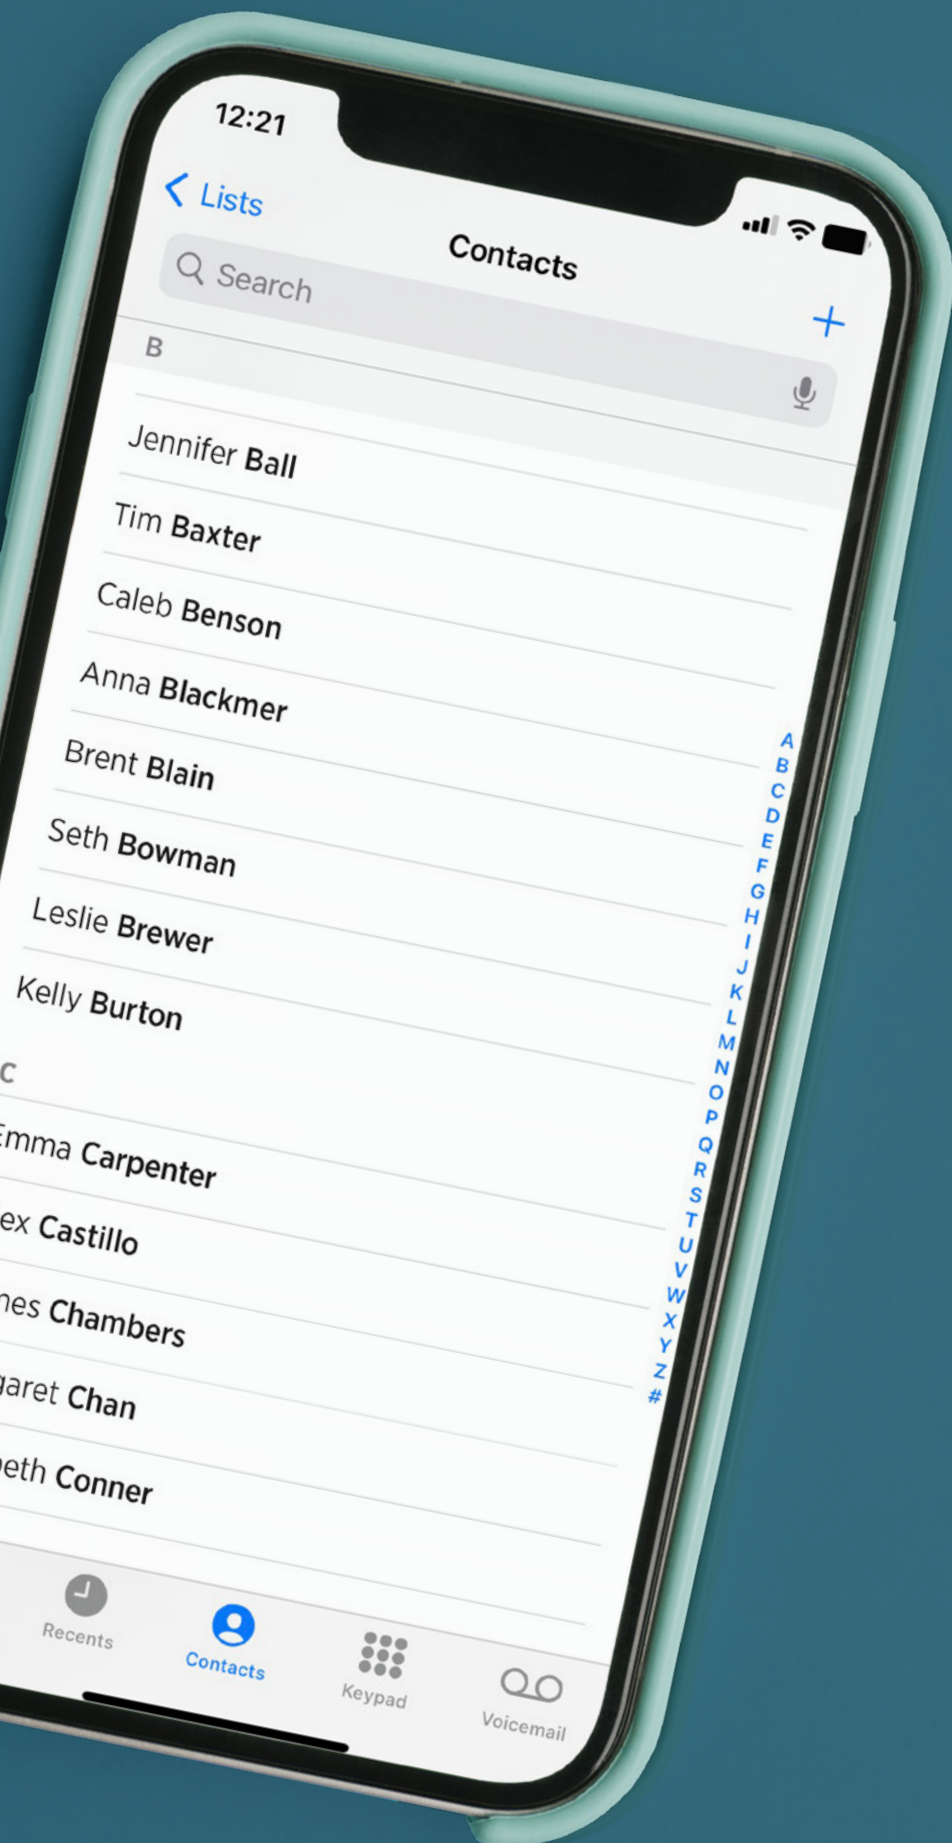 12:21
Lists
Contacts
Search
B
Jennifer Ball
Tim Baxter
Caleb Benson
Anna Blackmer
Brent Blain
Seth Bowman
Leslie Brewer
Kelly Burton
C
Emma Carpenter
Castillo
Chambers
Chan
Conner
A
B
C
D
E
F
G
H
I
J
K
L
M
N
O
P
Q
R
S
T
U
V
W
X
Y
Z
#
Recents
Contacts
Keypad
Voicemail